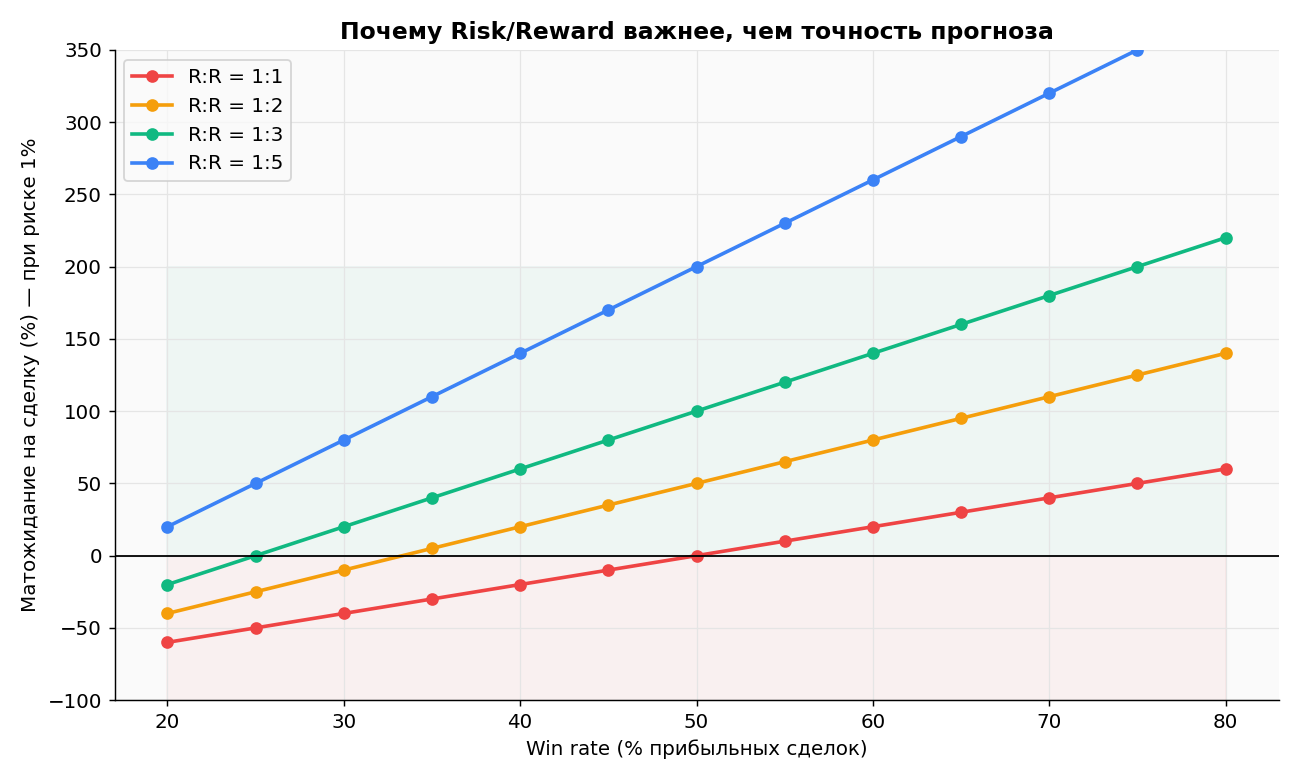 Почему Risk/Reward важнее, чем точность прогноза
R:R = 1:1
R:R = 1:2
R:R = 1:3
R:R = 1:5
Матожидание на сделку (%) — при риске 1%
350
300
250
200
150
100
50
0
−50
−100
20 30 40 50 60 70 80
Win rate (% прибыльных сделок)